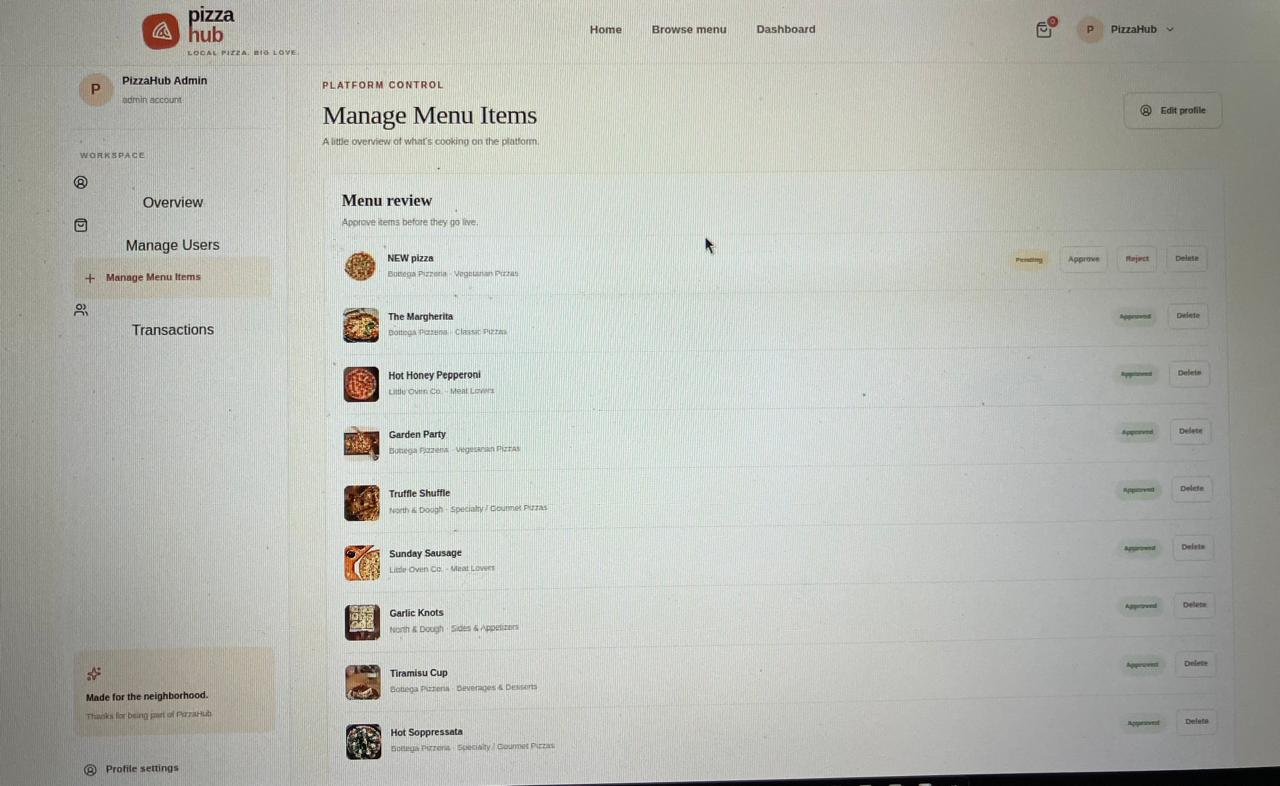 pizza
hub
LOCAL PIZZA. BIG LOVE.
Home
Browse menu
Dashboard
0
P
PizzaHub
P
PizzaHub Admin
admin account
WORKSPACE
Overview
Manage Users
Manage Menu Items
Transactions
Made for the neighborhood.
Thanks for being part of PizzaHub.
Profile settings
PLATFORM CONTROL
Manage Menu Items
A little overview of what's cooking on the platform.
Edit profile
Menu review
Approve items before they go live.
NEW pizza
Bottega Pizzeria · Vegetarian Pizzas
Pending
Approve
Reject
Delete
The Margherita
Bottega Pizzeria · Classic Pizzas
Approved
Delete
Hot Honey Pepperoni
Little Oven Co. · Meat Lovers
Approved
Delete
Garden Party
Bottega Pizzeria · Vegetarian Pizzas
Approved
Delete
Truffle Shuffle
North & Dough · Specialty / Gourmet Pizzas
Approved
Delete
Sunday Sausage
Little Oven Co. · Meat Lovers
Approved
Delete
Garlic Knots
North & Dough · Sides & Appetizers
Approved
Delete
Tiramisu Cup
Bottega Pizzeria · Beverages & Desserts
Approved
Delete
Hot Soppressata
Bottega Pizzeria · Specialty / Gourmet Pizzas
Approved
Delete